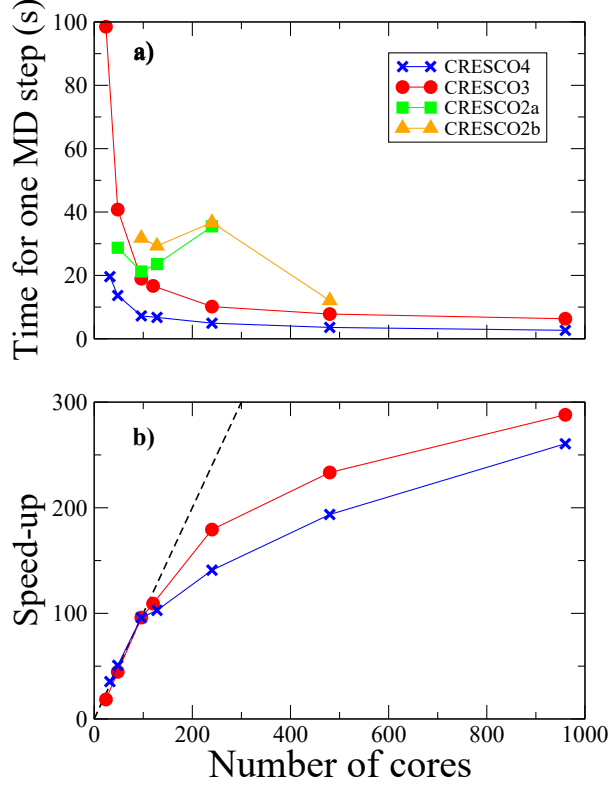 Time for one MD step (s)
100
80
60
40
20
0
a)
CRESCO4
CRESCO3
CRESCO2a
CRESCO2b
Speed-up
300
200
100
0
b)
0
200
400
600
800
1000
Number of cores